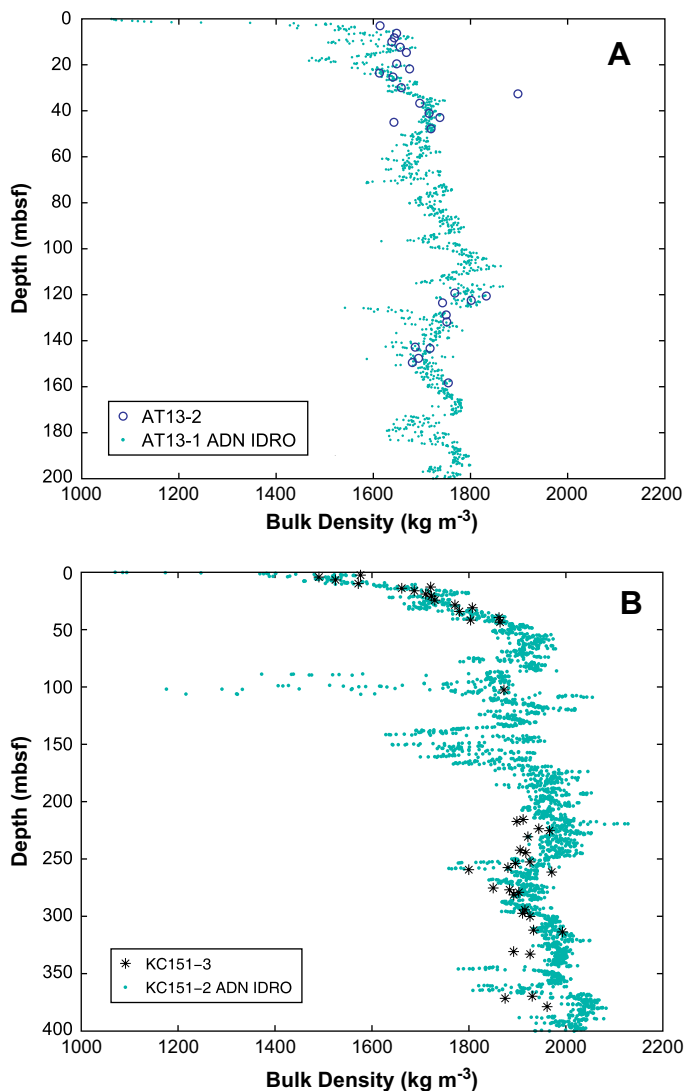 A
0
20
40
60
80
100
120
140
160
180
200
Depth (mbsf)
AT13-2
AT13-1 ADN IDRO
1000 1200 1400 1600 1800 2000 2200
Bulk Density (kg m⁻³)
B
0
50
100
150
200
250
300
350
400
Depth (mbsf)
KC151−3
KC151−2 ADN IDRO
1000 1200 1400 1600 1800 2000 2200
Bulk Density (kg m⁻³)